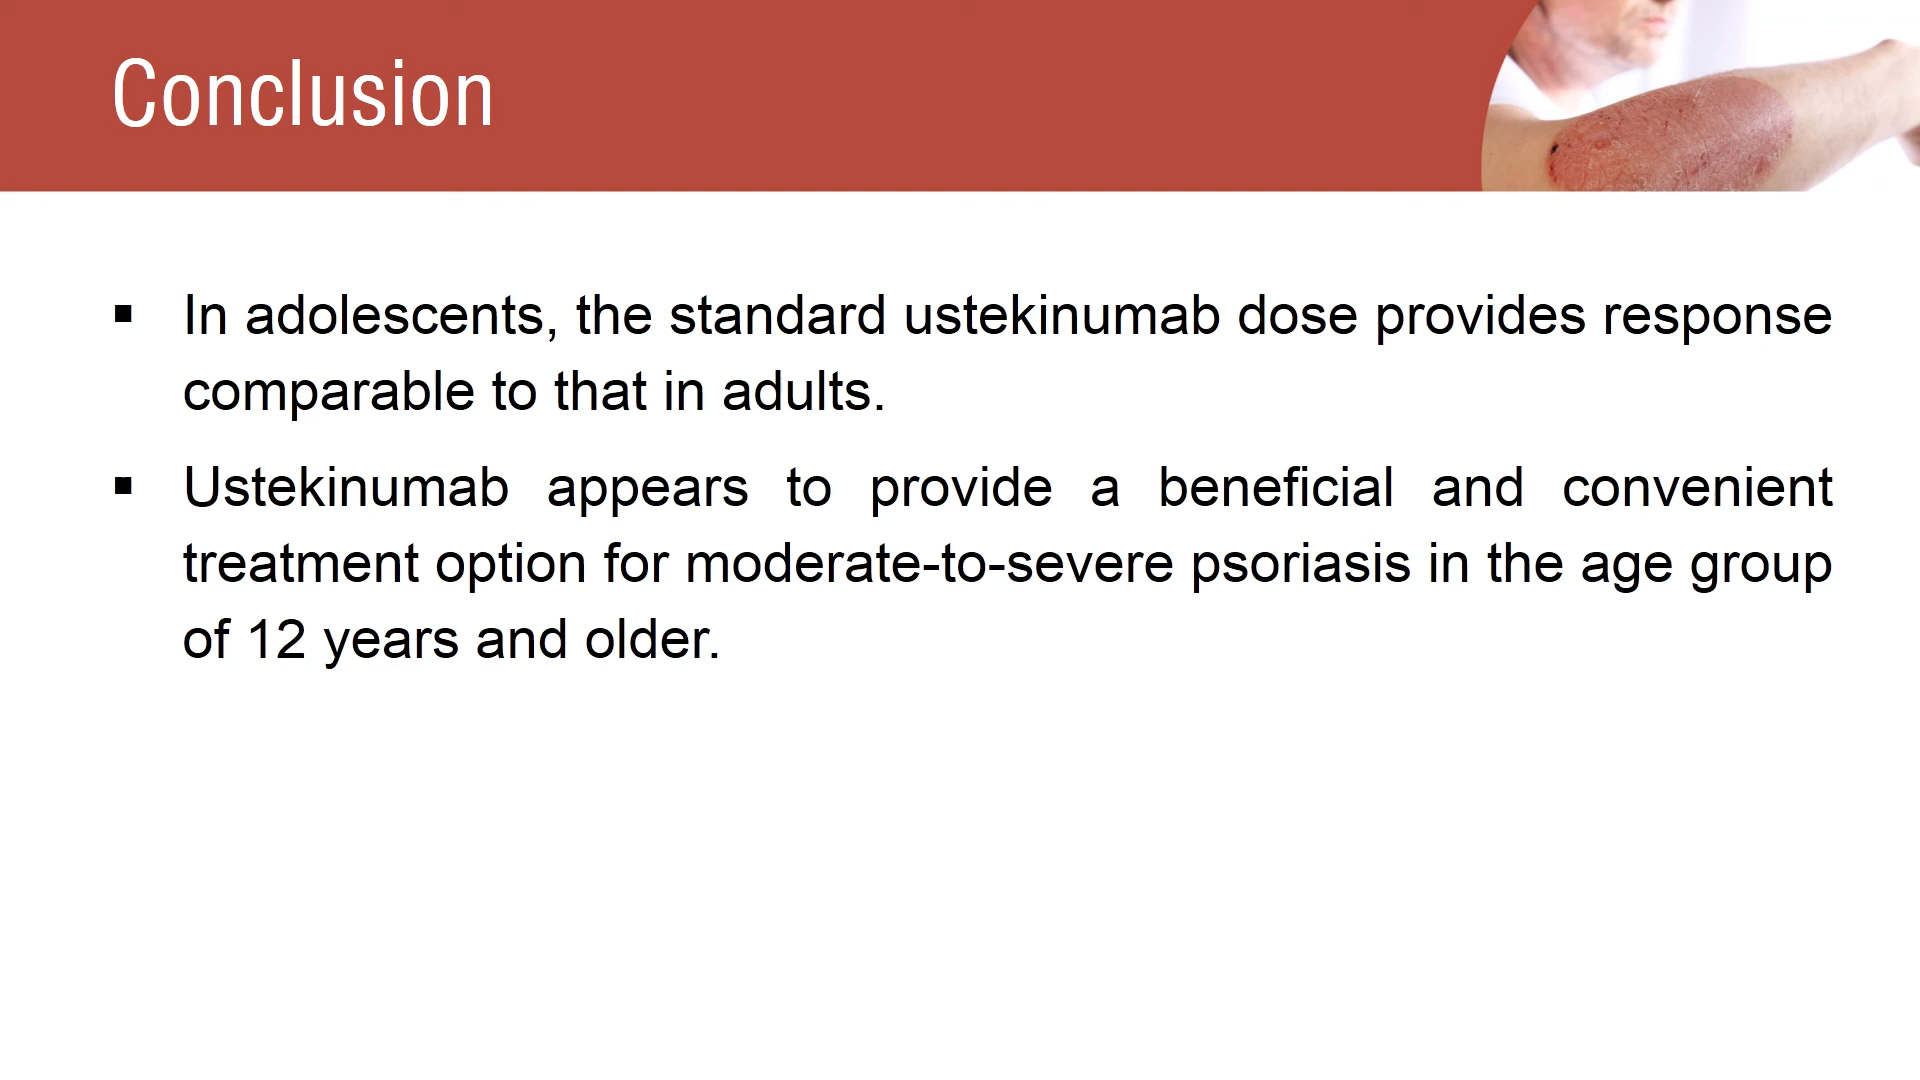 Conclusion
▪ In adolescents, the standard ustekinumab dose provides response
comparable to that in adults.
▪ Ustekinumab appears to provide a beneficial and convenient
treatment option for moderate-to-severe psoriasis in the age group
of 12 years and older.